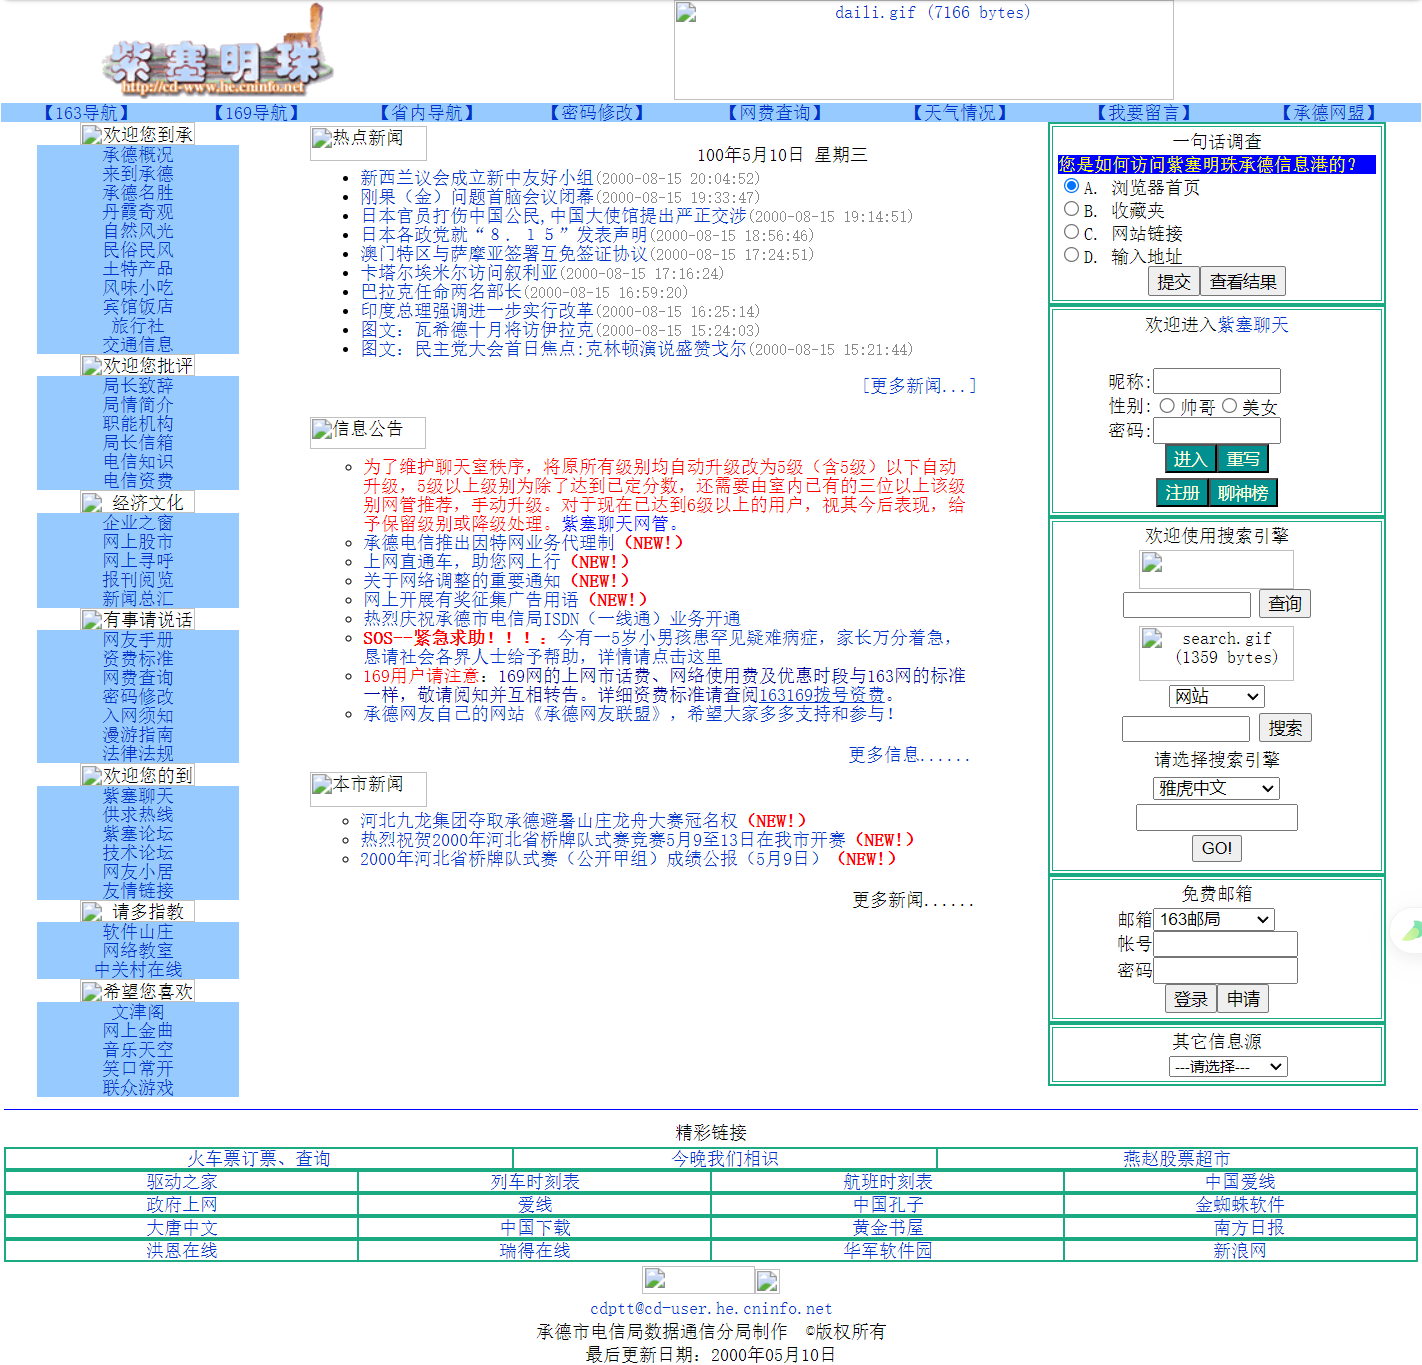 紫塞明珠
http://cd-www.he.cninfo.net
daili.gif (7166 bytes)
【163导航】 【169导航】 【省内导航】 【密码修改】 【网费查询】 【天气情况】 【我要留言】 【承德网盟】
欢迎您到承
承德概况
来到承德
承德名胜
丹霞奇观
自然风光
民俗民风
土特产品
风味小吃
宾馆饭店
旅行社
交通信息
欢迎您批评
局长致辞
局情简介
职能机构
局长信箱
电信知识
电信资费
经济文化
企业之窗
网上股市
网上寻呼
报刊阅览
新闻总汇
有事请说话
网友手册
资费标准
网费查询
密码修改
入网须知
漫游指南
法律法规
欢迎您的到
紫塞聊天
供求热线
紫塞论坛
技术论坛
网友小居
友情链接
请多指教
软件山庄
网络教室
中关村在线
希望您喜欢
文津阁
网上金曲
音乐天空
笑口常开
联众游戏
热点新闻
100年5月10日 星期三
新西兰议会成立新中友好小组(2000-08-15 20:04:52)
刚果（金）问题首脑会议闭幕(2000-08-15 19:33:47)
日本官员打伤中国公民,中国大使馆提出严正交涉(2000-08-15 19:14:51)
日本各政党就“８．１５”发表声明(2000-08-15 18:56:46)
澳门特区与萨摩亚签署互免签证协议(2000-08-15 17:24:51)
卡塔尔埃米尔访问叙利亚(2000-08-15 17:16:24)
巴拉克任命两名部长(2000-08-15 16:59:20)
印度总理强调进一步实行改革(2000-08-15 16:25:14)
图文: 瓦希德十月将访伊拉克(2000-08-15 15:24:03)
图文: 民主党大会首日焦点:克林顿演说盛赞戈尔(2000-08-15 15:21:44)
[更多新闻...]
信息公告
为了维护聊天室秩序，将原所有级别均自动升级改为5级（含5级）以下自动
升级，5级以上级别为除了达到已定分数，还需要由室内已有的三位以上该级
别网管推荐，手动升级。对于现在已达到6级以上的用户，视其今后表现，给
予保留级别或降级处理。紫塞聊天网管。
承德电信推出因特网业务代理制（NEW!）
上网直通车，助您网上行（NEW!）
关于网络调整的重要通知（NEW!）
网上开展有奖征集广告用语（NEW!）
热烈庆祝承德市电信局ISDN（一线通）业务开通
SOS--紧急求助！！！：今有一5岁小男孩患罕见疑难病症，家长万分着急，
恳请社会各界人士给予帮助，详情请点击这里
169用户请注意：169网的上网市话费、网络使用费及优惠时段与163网的标准
一样，敬请阅知并互相转告。详细资费标准请查阅163169拨号资费。
承德网友自己的网站《承德网友联盟》，希望大家多多支持和参与！
更多信息......
本市新闻
河北九龙集团夺取承德避暑山庄龙舟大赛冠名权（NEW!）
热烈祝贺2000年河北省桥牌队式赛竞赛5月9至13日在我市开赛（NEW!）
2000年河北省桥牌队式赛（公开甲组）成绩公报（5月9日）（NEW!）
更多新闻......
一句话调查
您是如何访问紫塞明珠承德信息港的？
A. 浏览器首页
B. 收藏夹
C. 网站链接
D. 输入地址
提交 查看结果
欢迎进入紫塞聊天
昵称:
性别: 帅哥 美女
密码:
进入 重写
注册 聊神榜
欢迎使用搜索引擎
查询
search.gif
(1359 bytes)
网站
搜索
请选择搜索引擎
雅虎中文
GO!
免费邮箱
邮箱 163邮局
帐号
密码
登录 申请
其它信息源
---请选择---
精彩链接
火车票订票、查询 今晚我们相识 燕赵股票超市
驱动之家 列车时刻表 航班时刻表 中国爱线
政府上网 爱线 中国孔子 金蜘蛛软件
大唐中文 中国下载 黄金书屋 南方日报
洪恩在线 瑞得在线 华军软件园 新浪网
cdptt@cd-user.he.cninfo.net
承德市电信局数据通信分局制作 ©版权所有
最后更新日期: 2000年05月10日